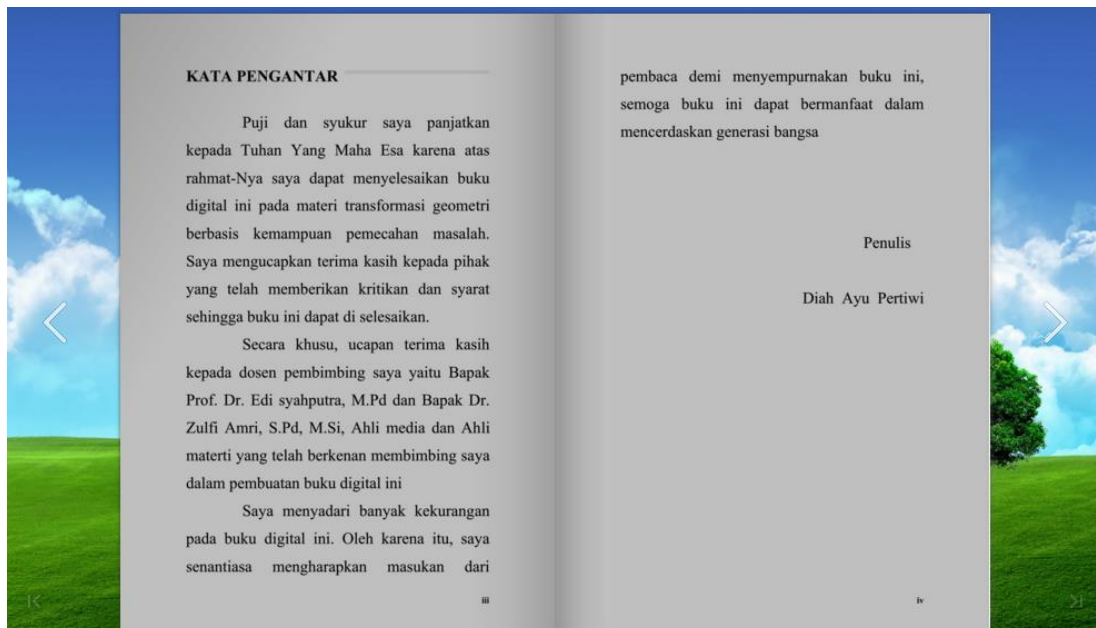 KATA PENGANTAR
Puji dan syukur saya panjatkan
kepada Tuhan Yang Maha Esa karena atas
rahmat-Nya saya dapat menyelesaikan buku
digital ini pada materi transformasi geometri
berbasis kemampuan pemecahan masalah.
Saya mengucapkan terima kasih kepada pihak
yang telah memberikan kritikan dan syarat
sehingga buku ini dapat di selesaikan.
Secara khusu, ucapan terima kasih
kepada dosen pembimbing saya yaitu Bapak
Prof. Dr. Edi syahputra, M.Pd dan Bapak Dr.
Zulfi Amri, S.Pd, M.Si, Ahli media dan Ahli
materti yang telah berkenan membimbing saya
dalam pembuatan buku digital ini
Saya menyadari banyak kekurangan
pada buku digital ini. Oleh karena itu, saya
senantiasa mengharapkan masukan dari
iii
pembaca demi menyempurnakan buku ini,
semoga buku ini dapat bermanfaat dalam
mencerdaskan generasi bangsa
Penulis
Diah Ayu Pertiwi
iv